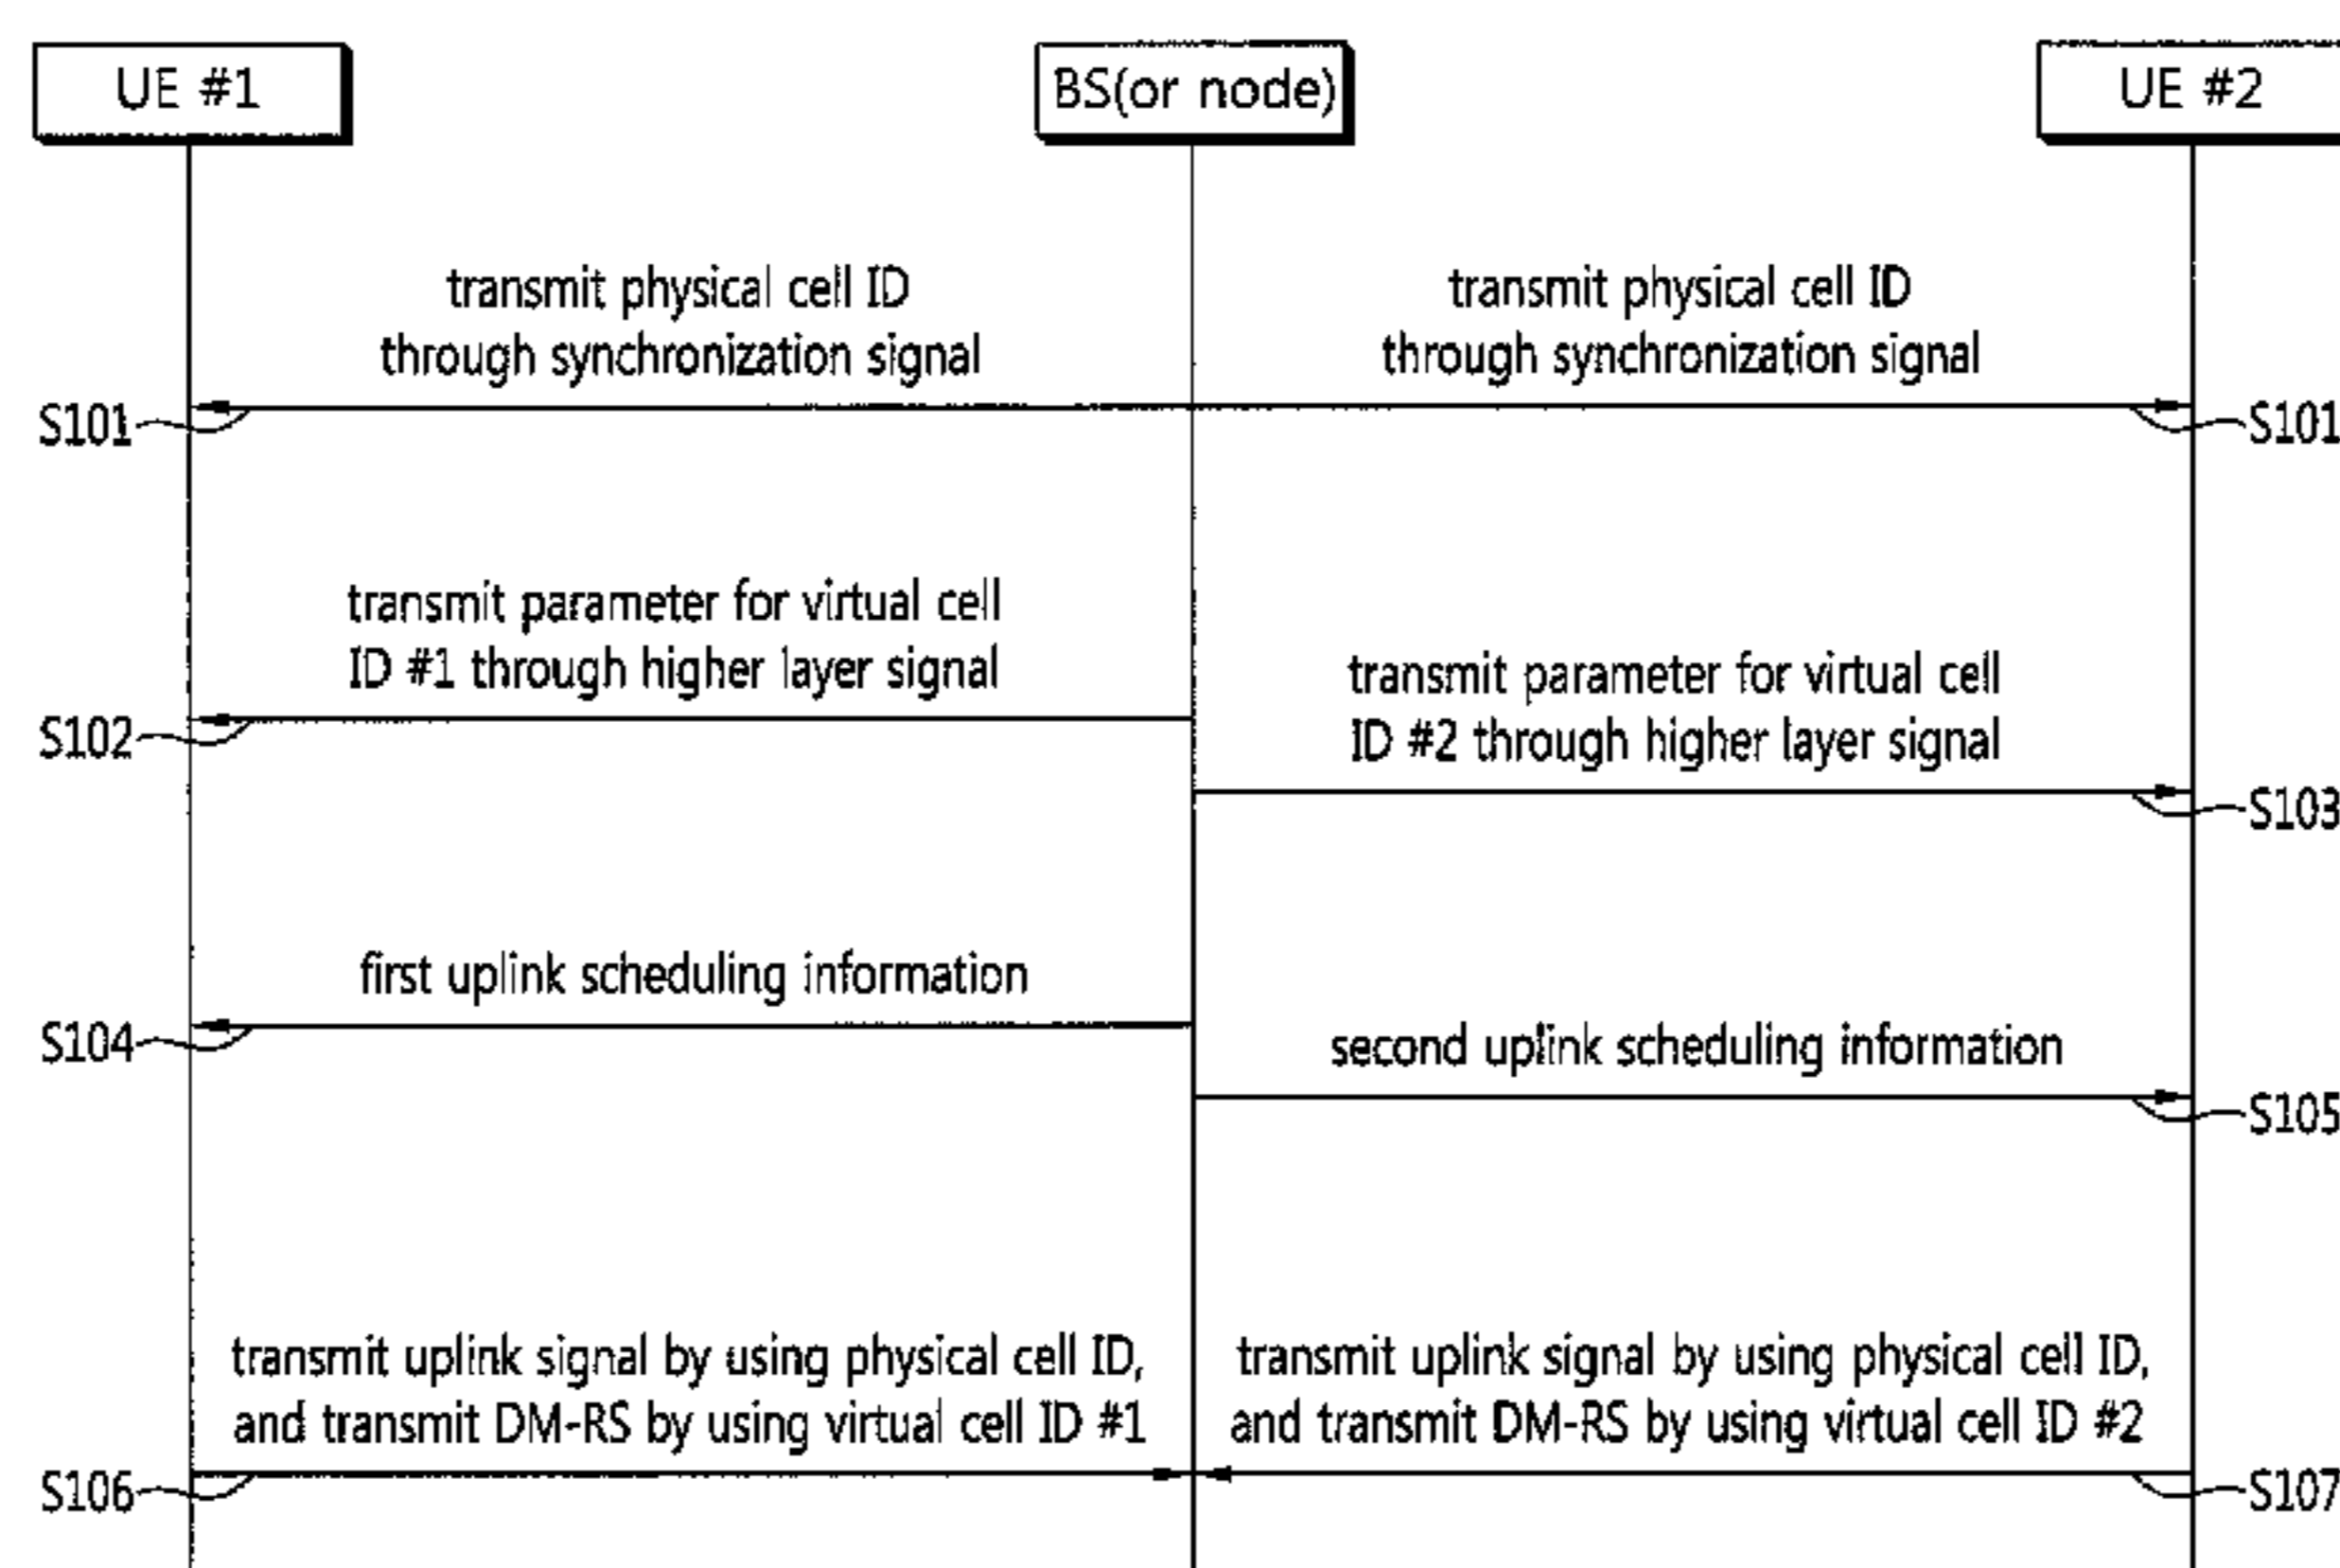 UE #1
BS(or node)
UE #2
transmit physical cell ID
through synchronization signal
transmit physical cell ID
through synchronization signal
S101
S101
transmit parameter for virtual cell
ID #1 through higher layer signal
S102
transmit parameter for virtual cell
ID #2 through higher layer signal
S103
first uplink scheduling information
S104
second uplink scheduling information
S105
transmit uplink signal by using physical cell ID,
and transmit DM-RS by using virtual cell ID #1
transmit uplink signal by using physical cell ID,
and transmit DM-RS by using virtual cell ID #2
S106
S107